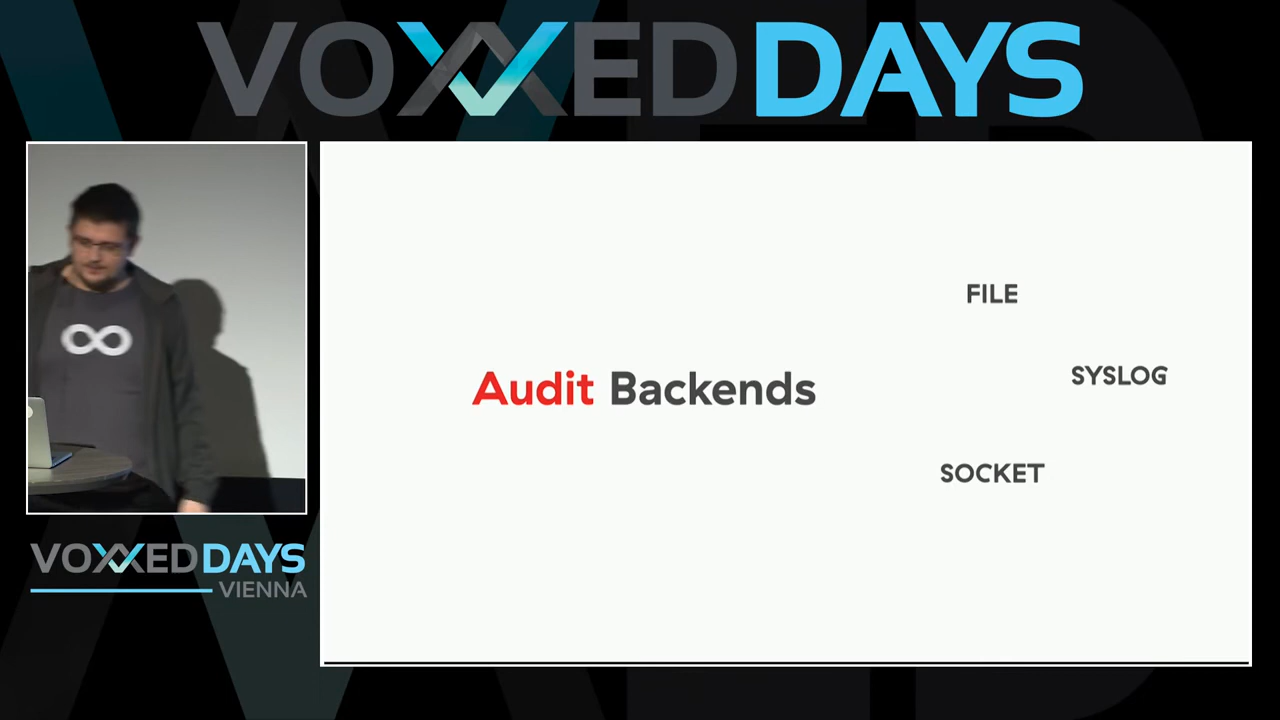 VOXXED DAYS
FILE
SYSLOG
Audit Backends
SOCKET
VOXXED DAYS
VIENNA